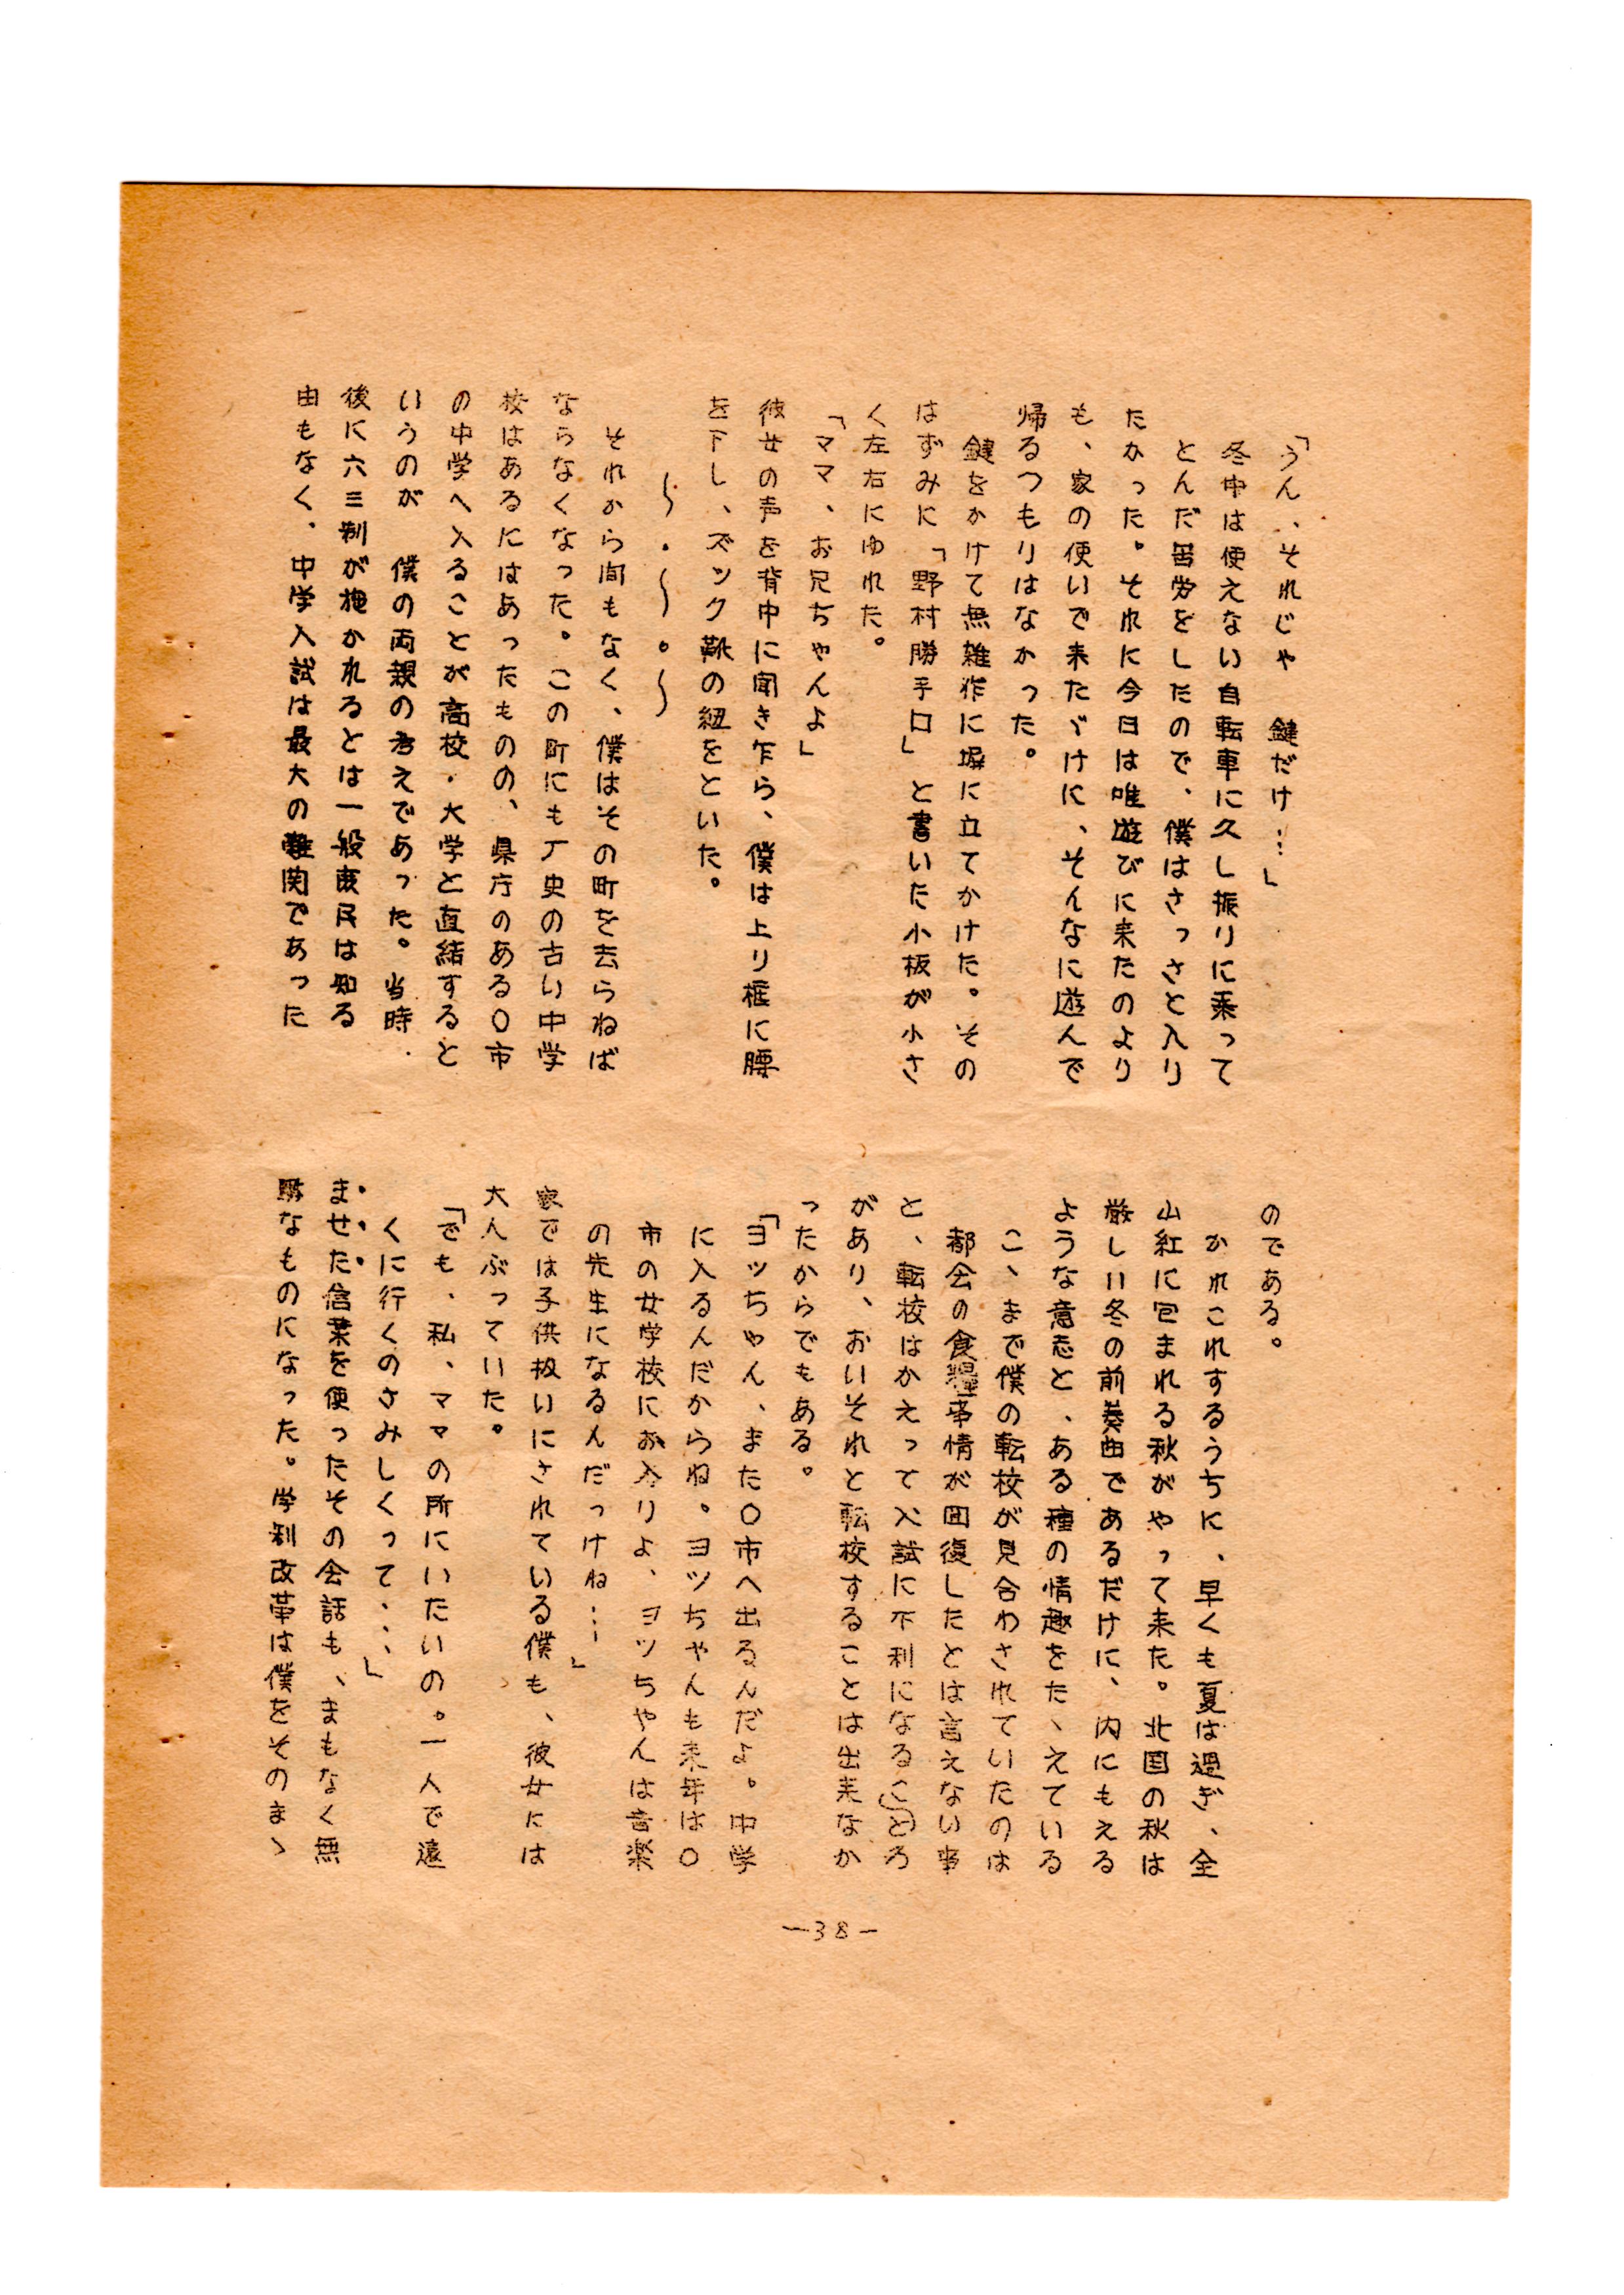 「うん、それじゃ　鍵だけ…」
冬中は使えない自転車に久し振りに乗って
とんだ苦労をしたので、僕はさっさと入り
たかった。それに今日は唯遊びに来たのより
も、家の使いで来たゞけに、そんなに遊んで
帰るつもりはなかった。
鍵をかけて無雑作に塀に立てかけた。その
はずみに「野村勝手口」と書いた小板が小さ
く左右にゆれた。
「ママ、お兄ちゃんよ」
彼女の声を背中に聞き乍ら、僕は上り框に腰
を下し、ズック靴の紐をといた。
〜・〜・〜
それから間もなく、僕はその町を去らねば
ならなくなった。この町にも厂史の古い中学
校はあるにはあったものの、県庁のある〇市
の中学へ入ることが高校・大学と直結すると
いうのが　僕の両親の考えであった。当時、
後に六三制が施かれるとは一般庶民は知る
由もなく、中学入試は最大の難関であった
のである。
かれこれするうちに、早くも夏は過ぎ、全
山紅に包まれる秋がやって来た。北国の秋は
厳しい冬の前奏曲であるだけに、内にもえる
ような意志と、ある種の情趣をたゝえている
こゝまで僕の転校が見合わされていたのは
都会の食糧事情が回復したとは言えない事
と、転校はかえって入試に不利になるところ
があり、おいそれと転校することは出来なか
ったからでもある。
「ヨッちゃん、また〇市へ出るんだよ。中学
に入るんだからね。ヨッちゃんも来年は〇
市の女学校にお入りよ、ヨッちゃんは音楽
の先生になるんだっけね…」
家では子供扱いにされている僕も、彼女には
大人ぶっていた。
「でも、私、ママの所にいたいの。一人で遠
くに行くのさみしくって…」
ませた信葉を使ったその会話も、まもなく無
駄なものになった。学制改革は僕をそのまゝ
—38—